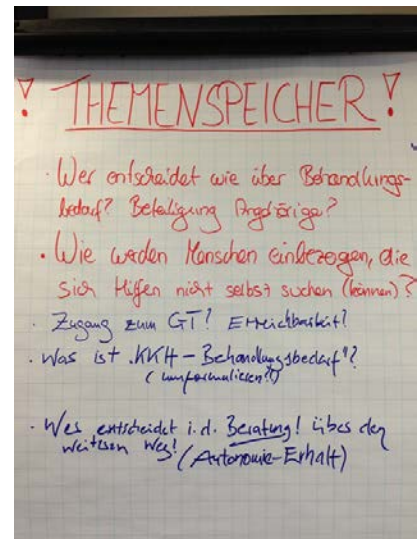 ! THEMENSPEICHER !
· Wer entscheidet wie über Behandlungs-
bedarf? Beteiligung Angehörige?
· Wie werden Menschen einbezogen, die
sich Hilfen nicht selbst suchen (können)?
· Zugang zum GT? Erreichbarkeit?
· Was ist "KKH-Behandlungsbedarf"?
(umformulieren?!)
· Wer entscheidet i.d. Beratung! über den
weiteren Weg!
(Autonomie-Erhalt)